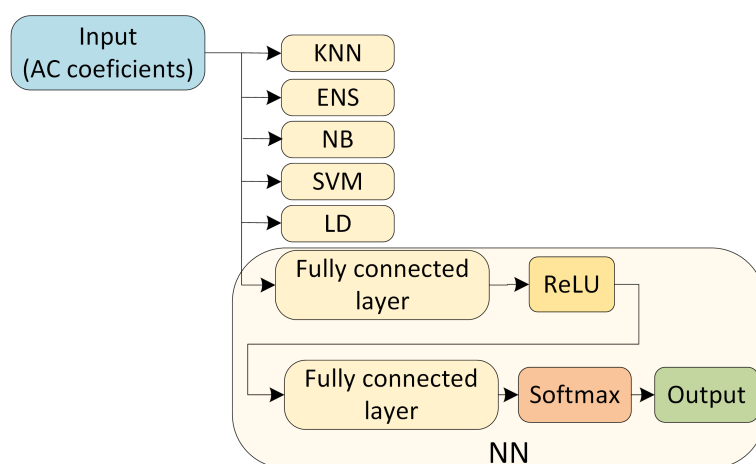 Input
(AC coeficients)
KNN
ENS
NB
SVM
LD
Fully connected
layer
ReLU
Fully connected
layer
Softmax
Output
NN